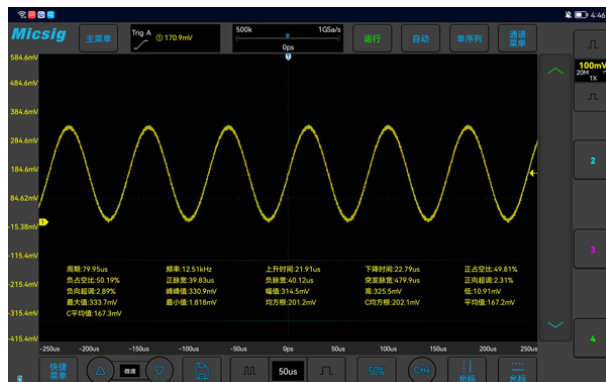 4:46
Micsig
主菜单
Trig A ① 170.9mV
500k 1GSa/s
0ps
运行
自动
单序列
通道菜单
584.6mV
484.6mV
384.6mV
284.6mV
184.6mV
84.62mV
-15.38mV
-115.4mV
-215.4mV
-315.4mV
-415.4mV
1
100mV
20M
1X
2
3
4
周期:79.95us 频率:12.51kHz 上升时间:21.91us 下降时间:22.79us 正占空比:49.81%
负占空比:50.19% 正脉宽:39.83us 负脉宽:40.12us 突发脉宽:479.9us 正向超调:2.31%
负向超调:2.89% 峰峰值:330.9mV 幅值:314.5mV 高:325.5mV 低:10.91mV
最大值:333.7mV 最小值:1.818mV 均方根:201.2mV C均方根:202.1mV 平均值:167.2mV
C平均值:167.3mV
-250us -200us -150us -100us -50us 0ps 50us 100us 150us 200us 250us
快捷菜单
微调
50us
50%
CHx
光标
光标